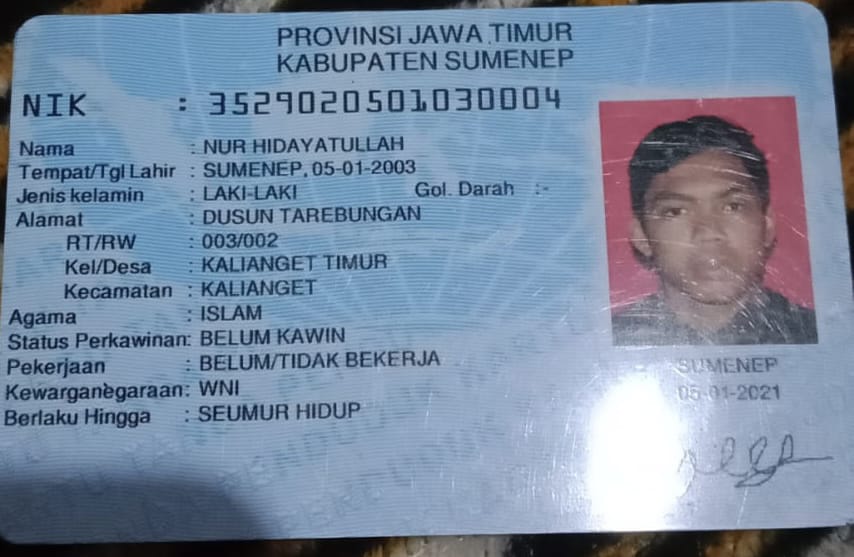 PROVINSI JAWA TIMUR
KABUPATEN SUMENEP
NIK : 3529020501030004
Nama : NUR HIDAYATULLAH
Tempat/Tgl Lahir : SUMENEP, 05-01-2003
Jenis kelamin : LAKI-LAKI Gol. Darah :-
Alamat : DUSUN TAREBUNGAN
RT/RW : 003/002
Kel/Desa : KALIANGET TIMUR
Kecamatan : KALIANGET
Agama : ISLAM
Status Perkawinan: BELUM KAWIN
Pekerjaan : BELUM/TIDAK BEKERJA
Kewarganegaraan: WNI
Berlaku Hingga : SEUMUR HIDUP
SUMENEP
05-01-2021